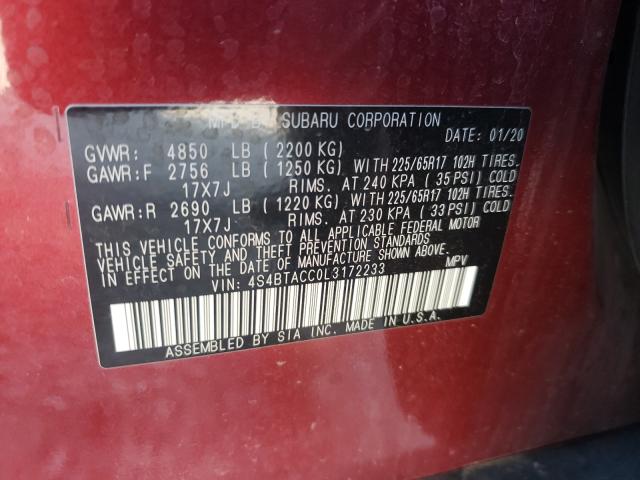 MFD BY SUBARU CORPORATION
DATE: 01/20
GVWR: 4850 LB (2200 KG)
GAWR:F 2756 LB (1250 KG) WITH 225/65R17 102H TIRES.
17X7J RIMS. AT 240 KPA (35 PSI) COLD
GAWR:R 2690 LB (1220 KG) WITH 225/65R17 102H TIRES.
17X7J RIMS. AT 230 KPA (33 PSI) COLD
THIS VEHICLE CONFORMS TO ALL APPLICABLE FEDERAL MOTOR
VEHICLE SAFETY AND THEFT PREVENTION STANDARDS
IN EFFECT ON THE DATE OF MANUFACTURE SHOWN ABOVE.
VIN: 4S4BTACC0L3172233 MPV
ASSEMBLED BY SIA INC. MADE IN U.S.A.